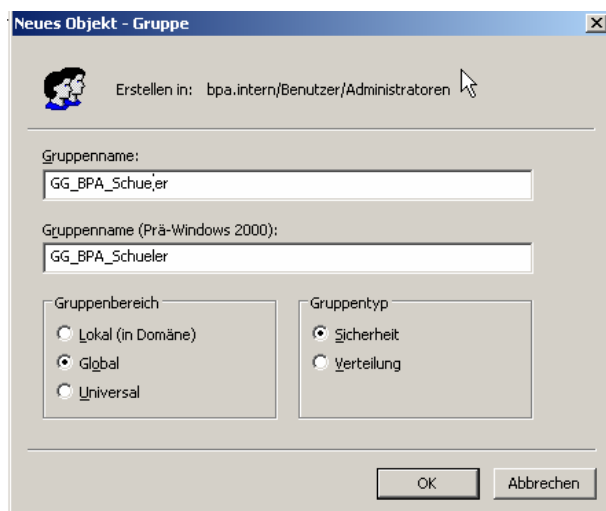 Neues Objekt - Gruppe
Erstellen in: bpa.intern/Benutzer/Administratoren
Gruppenname:
GG_BPA_Schueler
Gruppenname (Prä-Windows 2000):
GG_BPA_Schueler
Gruppenbereich
Lokal (in Domäne)
Global
Universal
Gruppentyp
Sicherheit
Verteilung
OK
Abbrechen